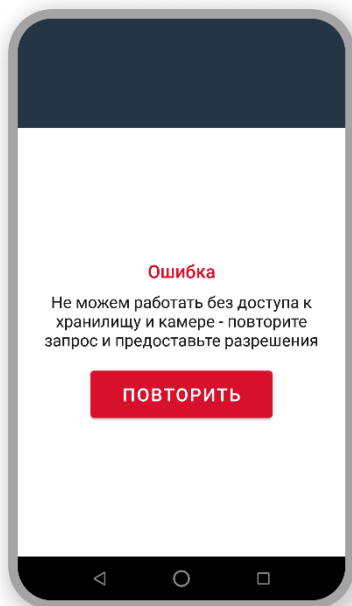 Ошибка
Не можем работать без доступа к
хранилищу и камере - повторите
запрос и предоставьте разрешения
ПОВТОРИТЬ